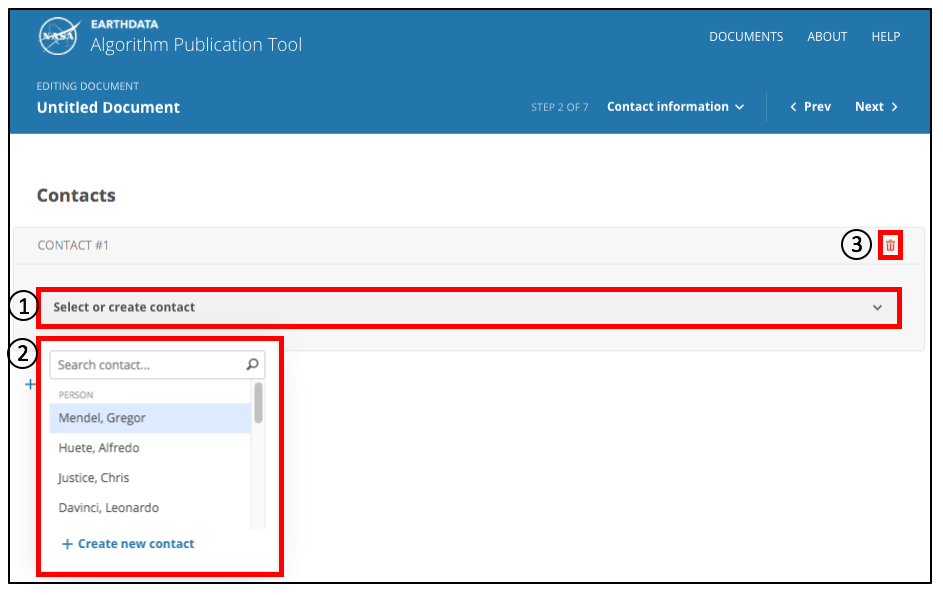 NASA
EARTHDATA
Algorithm Publication Tool
DOCUMENTS ABOUT HELP
EDITING DOCUMENT
Untitled Document
STEP 2 OF 7 Contact information Prev Next
Contacts
CONTACT #1
3
1
Select or create contact
2
Search contact...
+
PERSON
Mendel, Gregor
Huete, Alfredo
Justice, Chris
Davinci, Leonardo
+ Create new contact